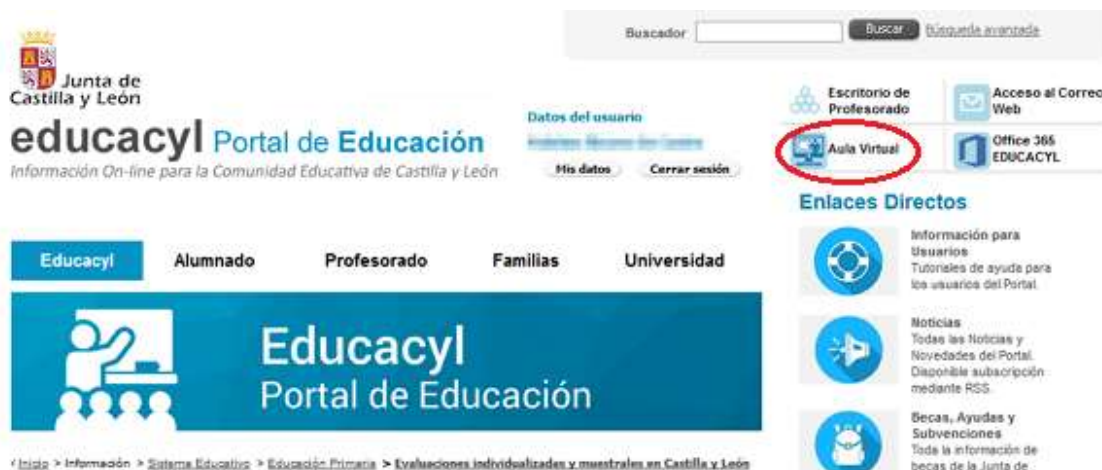 Buscador
Buscar
Búsqueda avanzada
Junta de
Castilla y León
educacyl Portal de Educación
Información On-line para la Comunidad Educativa de Castilla y León
Datos del usuario
Mis datos
Cerrar sesión
Escritorio de
Profesorado
Acceso al Correo
Web
Aula Virtual
Office 365
EDUCACYL
Enlaces Directos
Educacyl
Alumnado
Profesorado
Familias
Universidad
Educacyl
Portal de Educación
Información para
Usuarios
Tutoriales de ayuda para
los usuarios del Portal.
Noticias
Todas las Noticias y
Novedades del Portal.
Disponible subscripción
mediante RSS.
Becas, Ayudas y
Subvenciones
Toda la información de
becas de la Junta de
Inicio > Información > Sistema Educativo > Educación Primaria > Evaluaciones individualizadas y muestrales en Castilla y León